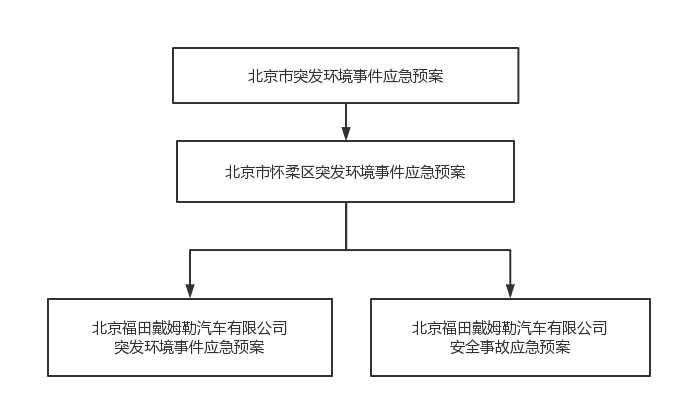 北京市突发环境事件应急预案
北京市怀柔区突发环境事件应急预案
北京福田戴姆勒汽车有限公司
突发环境事件应急预案
北京福田戴姆勒汽车有限公司
安全事故应急预案